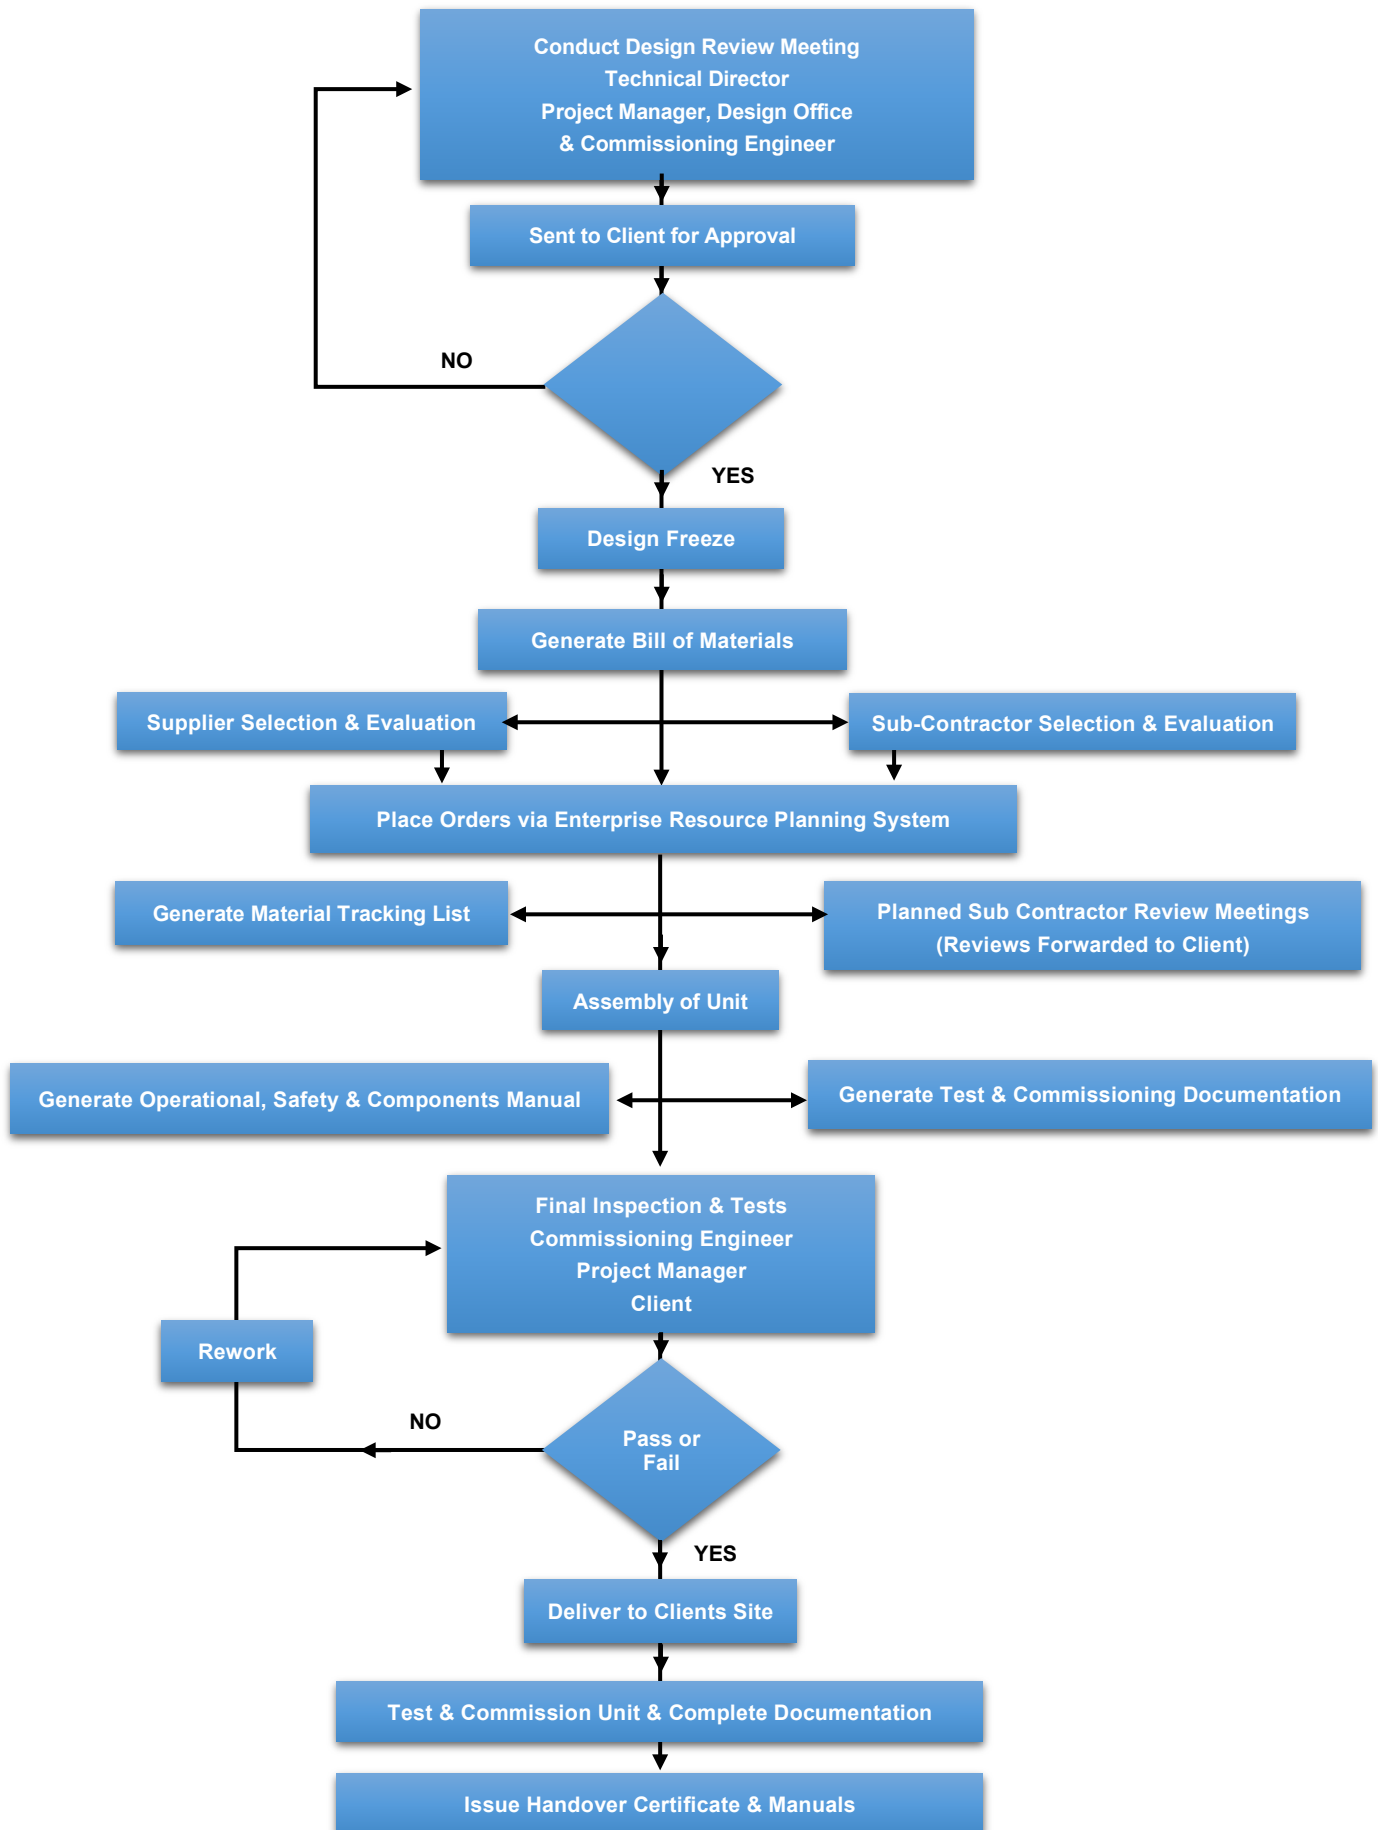 Conduct Design Review Meeting
Technical Director
Project Manager, Design Office
& Commissioning Engineer
Sent to Client for Approval
NO
YES
Design Freeze
Generate Bill of Materials
Supplier Selection & Evaluation
Sub-Contractor Selection & Evaluation
Place Orders via Enterprise Resource Planning System
Generate Material Tracking List
Planned Sub Contractor Review Meetings
(Reviews Forwarded to Client)
Assembly of Unit
Generate Operational, Safety & Components Manual
Generate Test & Commissioning Documentation
Final Inspection & Tests
Commissioning Engineer
Project Manager
Client
Rework
NO
Pass or
Fail
YES
Deliver to Clients Site
Test & Commission Unit & Complete Documentation
Issue Handover Certificate & Manuals